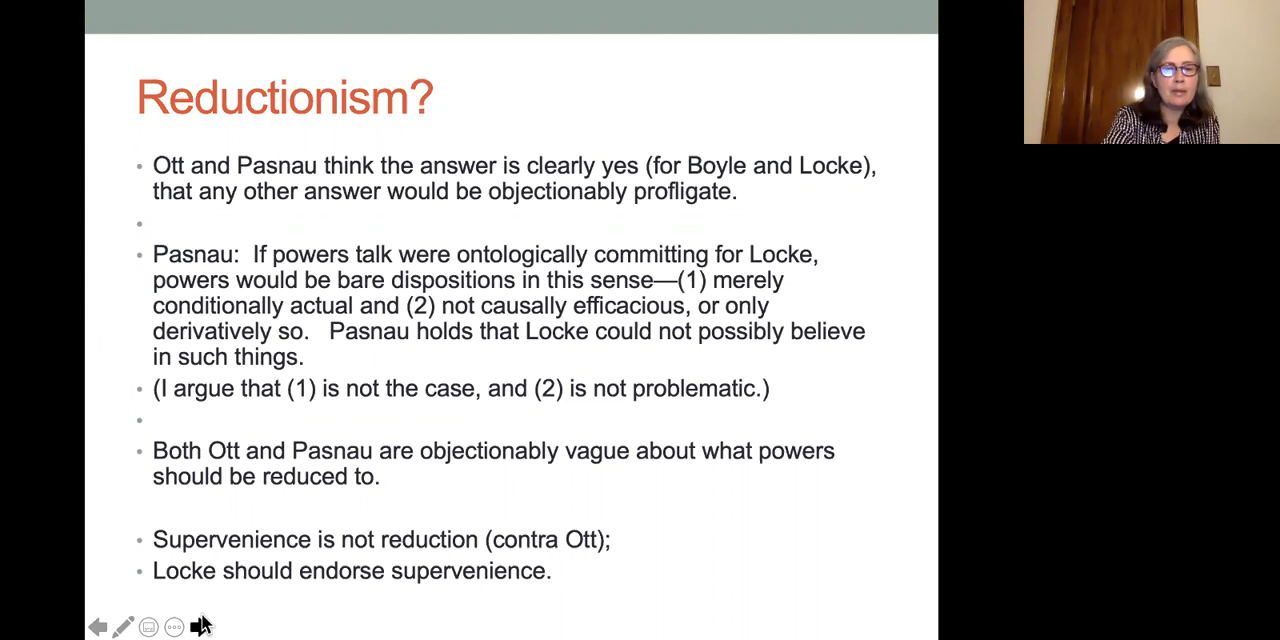 Reductionism?
• Ott and Pasnau think the answer is clearly yes (for Boyle and Locke),
that any other answer would be objectionably profligate.
•
• Pasnau:  If powers talk were ontologically committing for Locke,
powers would be bare dispositions in this sense—(1) merely
conditionally actual and (2) not causally efficacious, or only
derivatively so.   Pasnau holds that Locke could not possibly believe
in such things.
• (I argue that (1) is not the case, and (2) is not problematic.)
•
• Both Ott and Pasnau are objectionably vague about what powers
should be reduced to.
• Supervenience is not reduction (contra Ott);
• Locke should endorse supervenience.